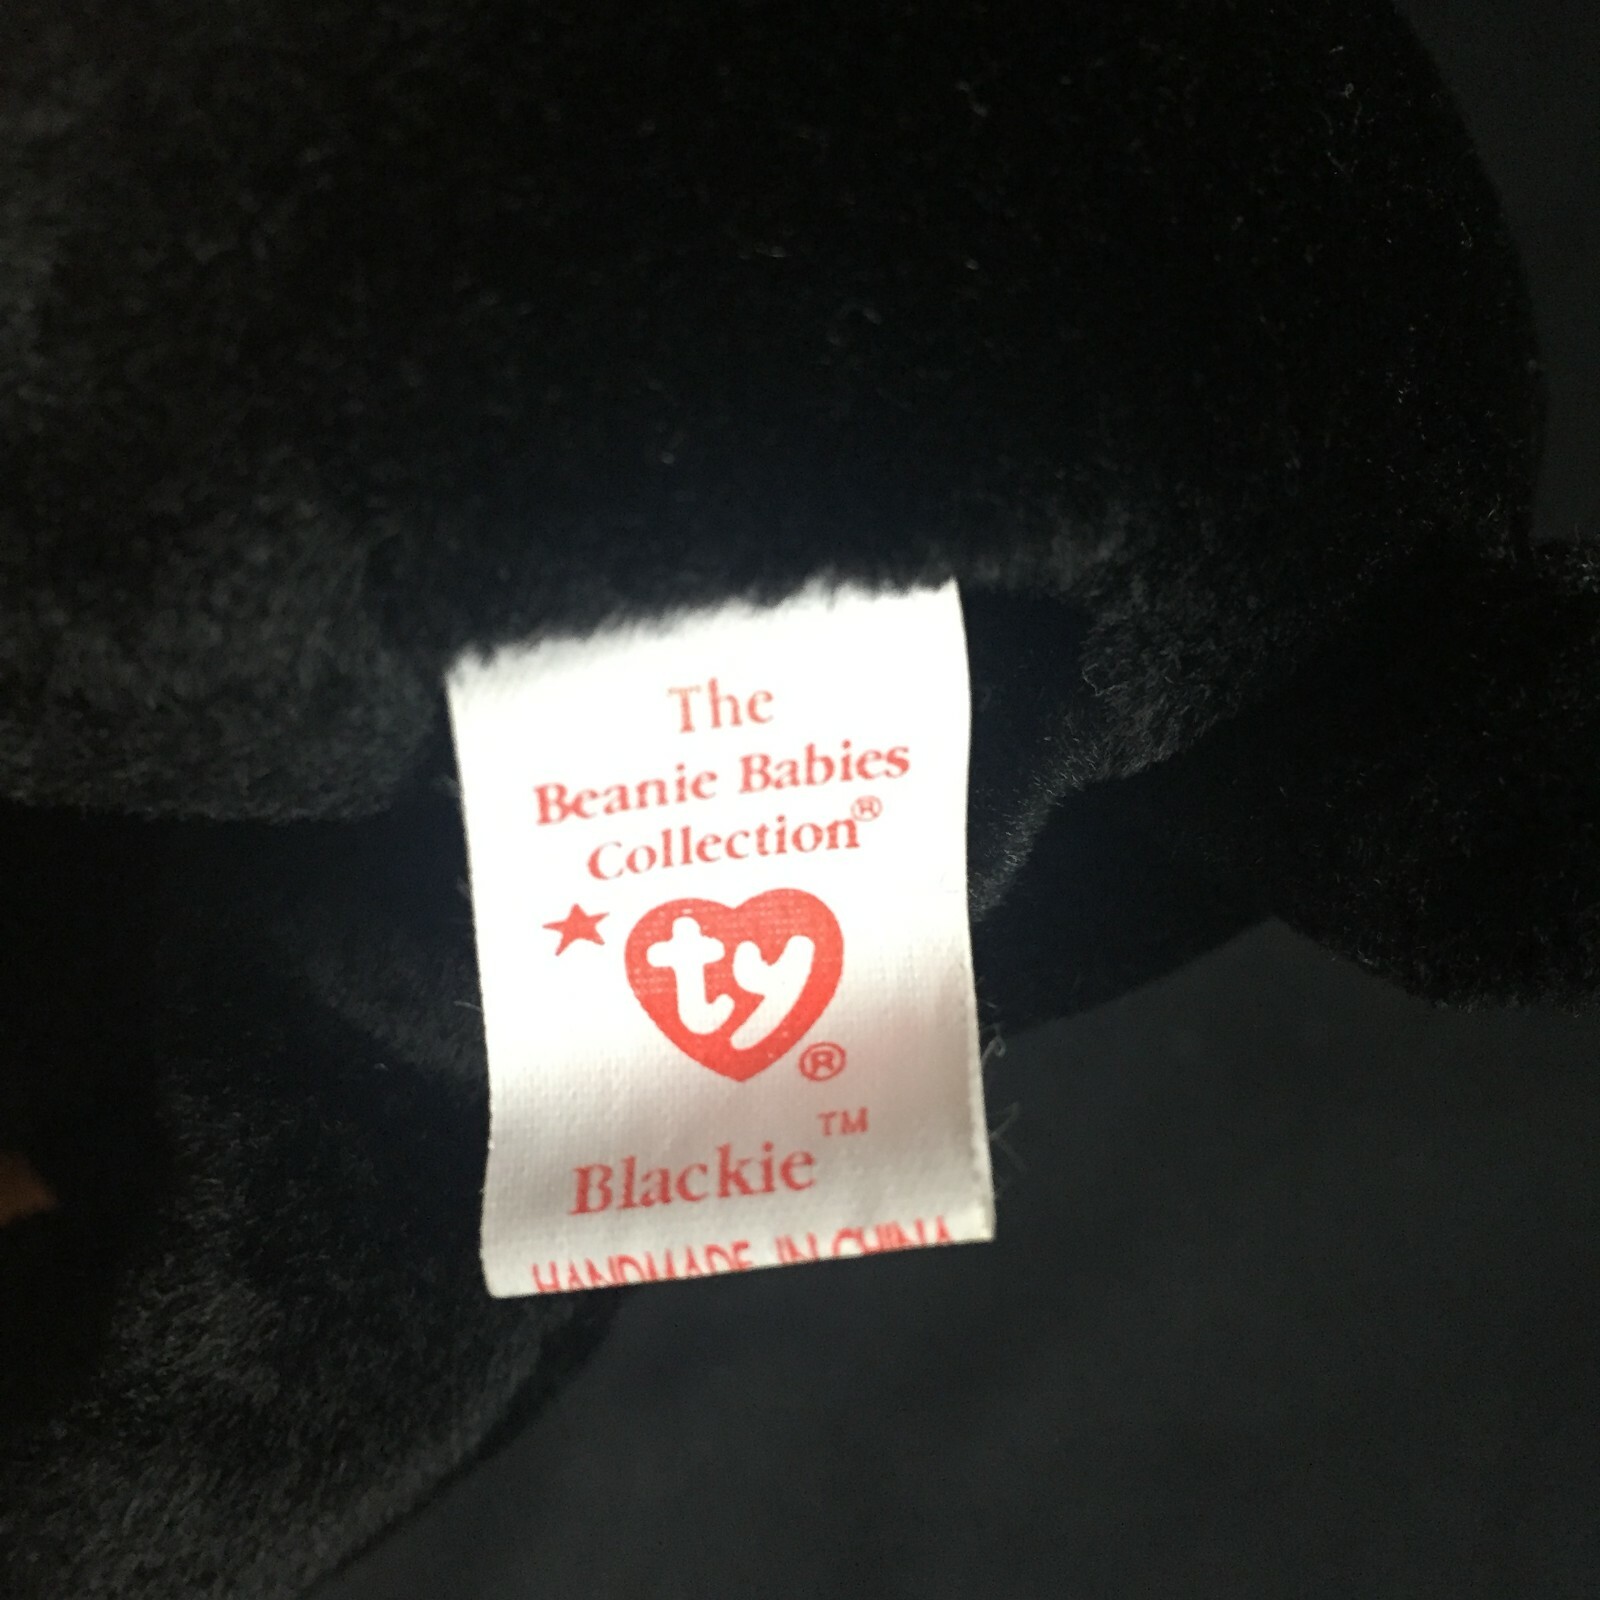 The
Beanie Babies
Collection®
ty®
Blackie™
HANDMADE IN CHINA